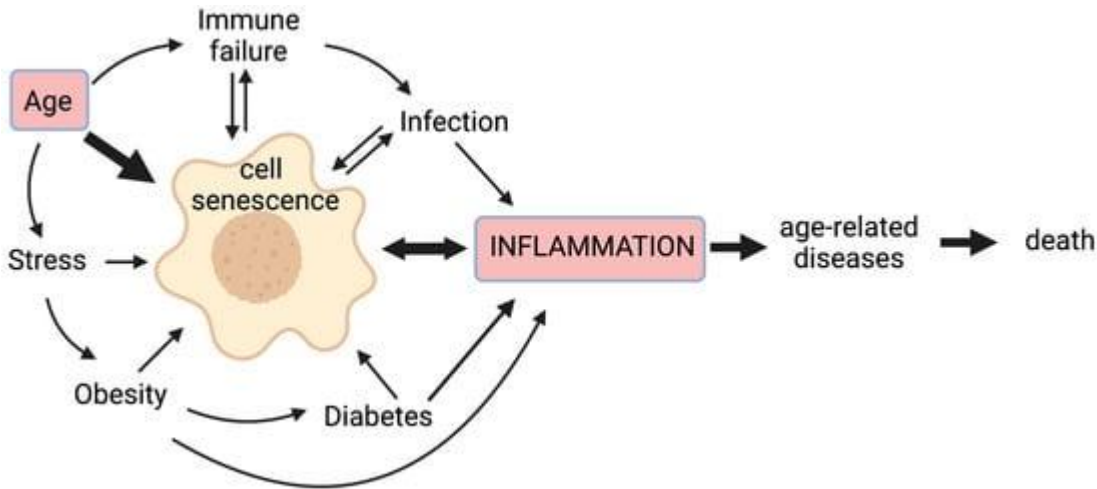 Immune
failure
Age
Infection
cell
senescence
INFLAMMATION
age-related
diseases
death
Stress
Obesity
Diabetes